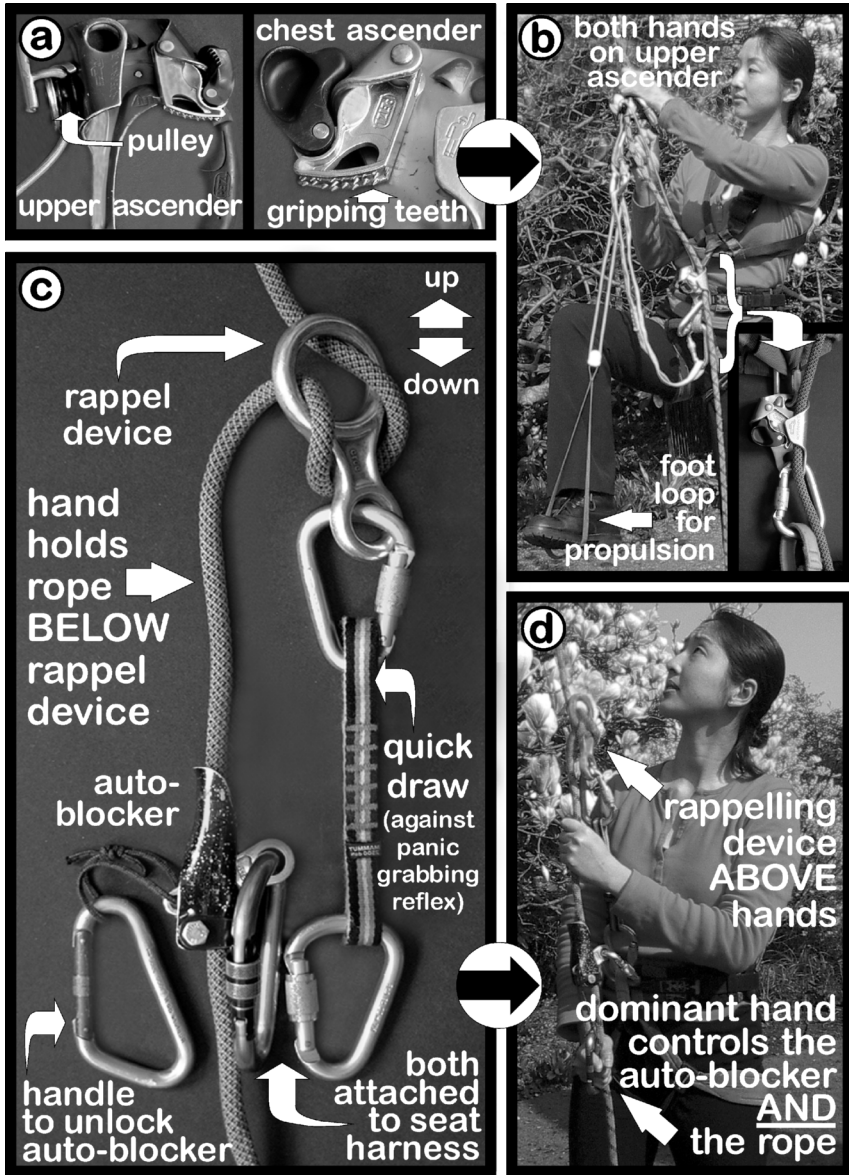 a
pulley
upper ascender
chest ascender
gripping teeth
b
both hands
on upper
ascender
foot
loop
for
propulsion
c
up
down
rappel
device
hand
holds
rope
BELOW
rappel
device
auto-
blocker
quick
draw
(against
panic
grabbing
reflex)
handle
to unlock
auto-blocker
both
attached
to seat
harness
d
rappelling
device
ABOVE
hands
dominant hand
controls the
auto-blocker
AND
the rope